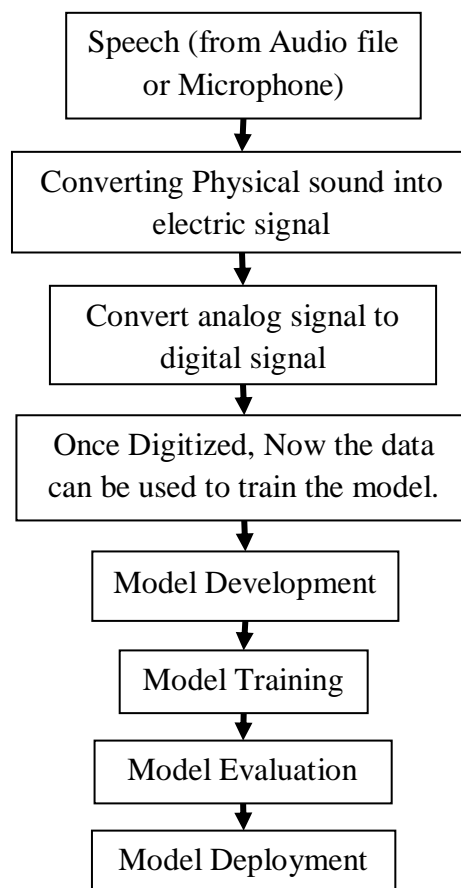 Speech (from Audio file
or Microphone)
Converting Physical sound into
electric signal
Convert analog signal to
digital signal
Once Digitized, Now the data
can be used to train the model.
Model Development
Model Training
Model Evaluation
Model Deployment